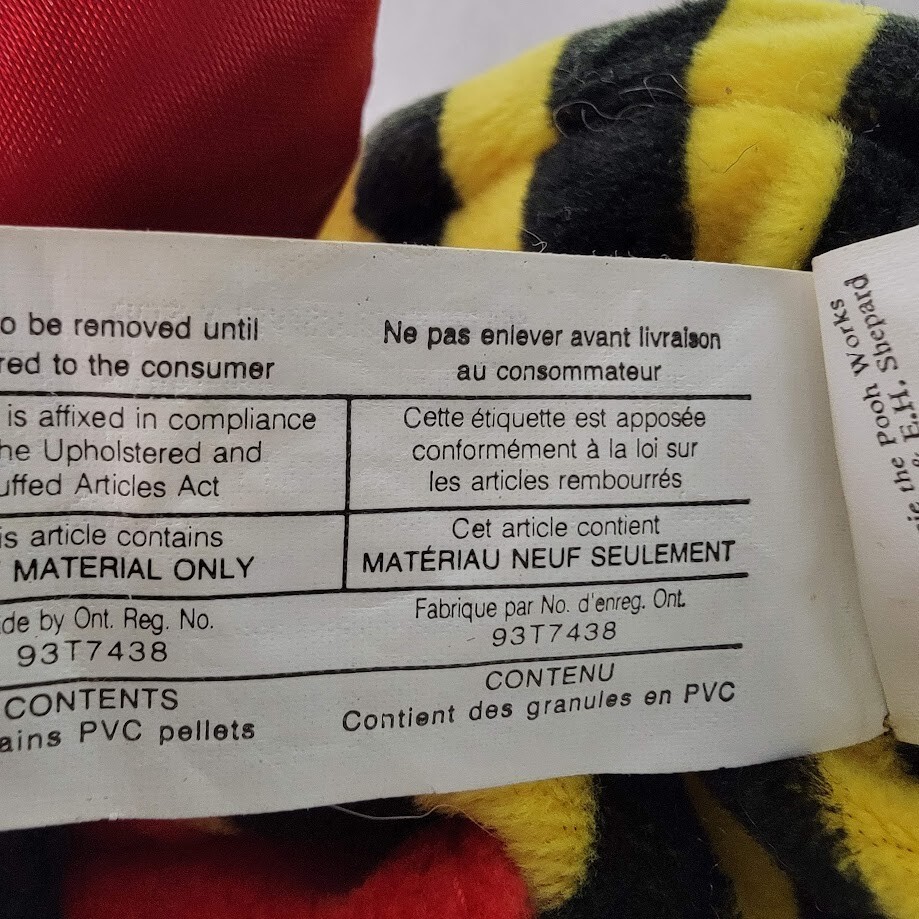 o be removed until
red to the consumer
Ne pas enlever avant livraison
au consommateur
is affixed in compliance
he Upholstered and
uffed Articles Act
Cette étiquette est apposée
conformément à la loi sur
les articles rembourrés
is article contains
MATERIAL ONLY
Cet article contient
MATÉRIAU NEUF SEULEMENT
de by Ont. Reg. No.
93T7438
Fabrique par No. d'enreg. Ont.
93T7438
CONTENTS
ains PVC pellets
CONTENU
Contient des granules en PVC
ie the Pooh Works
E.H. Shepard